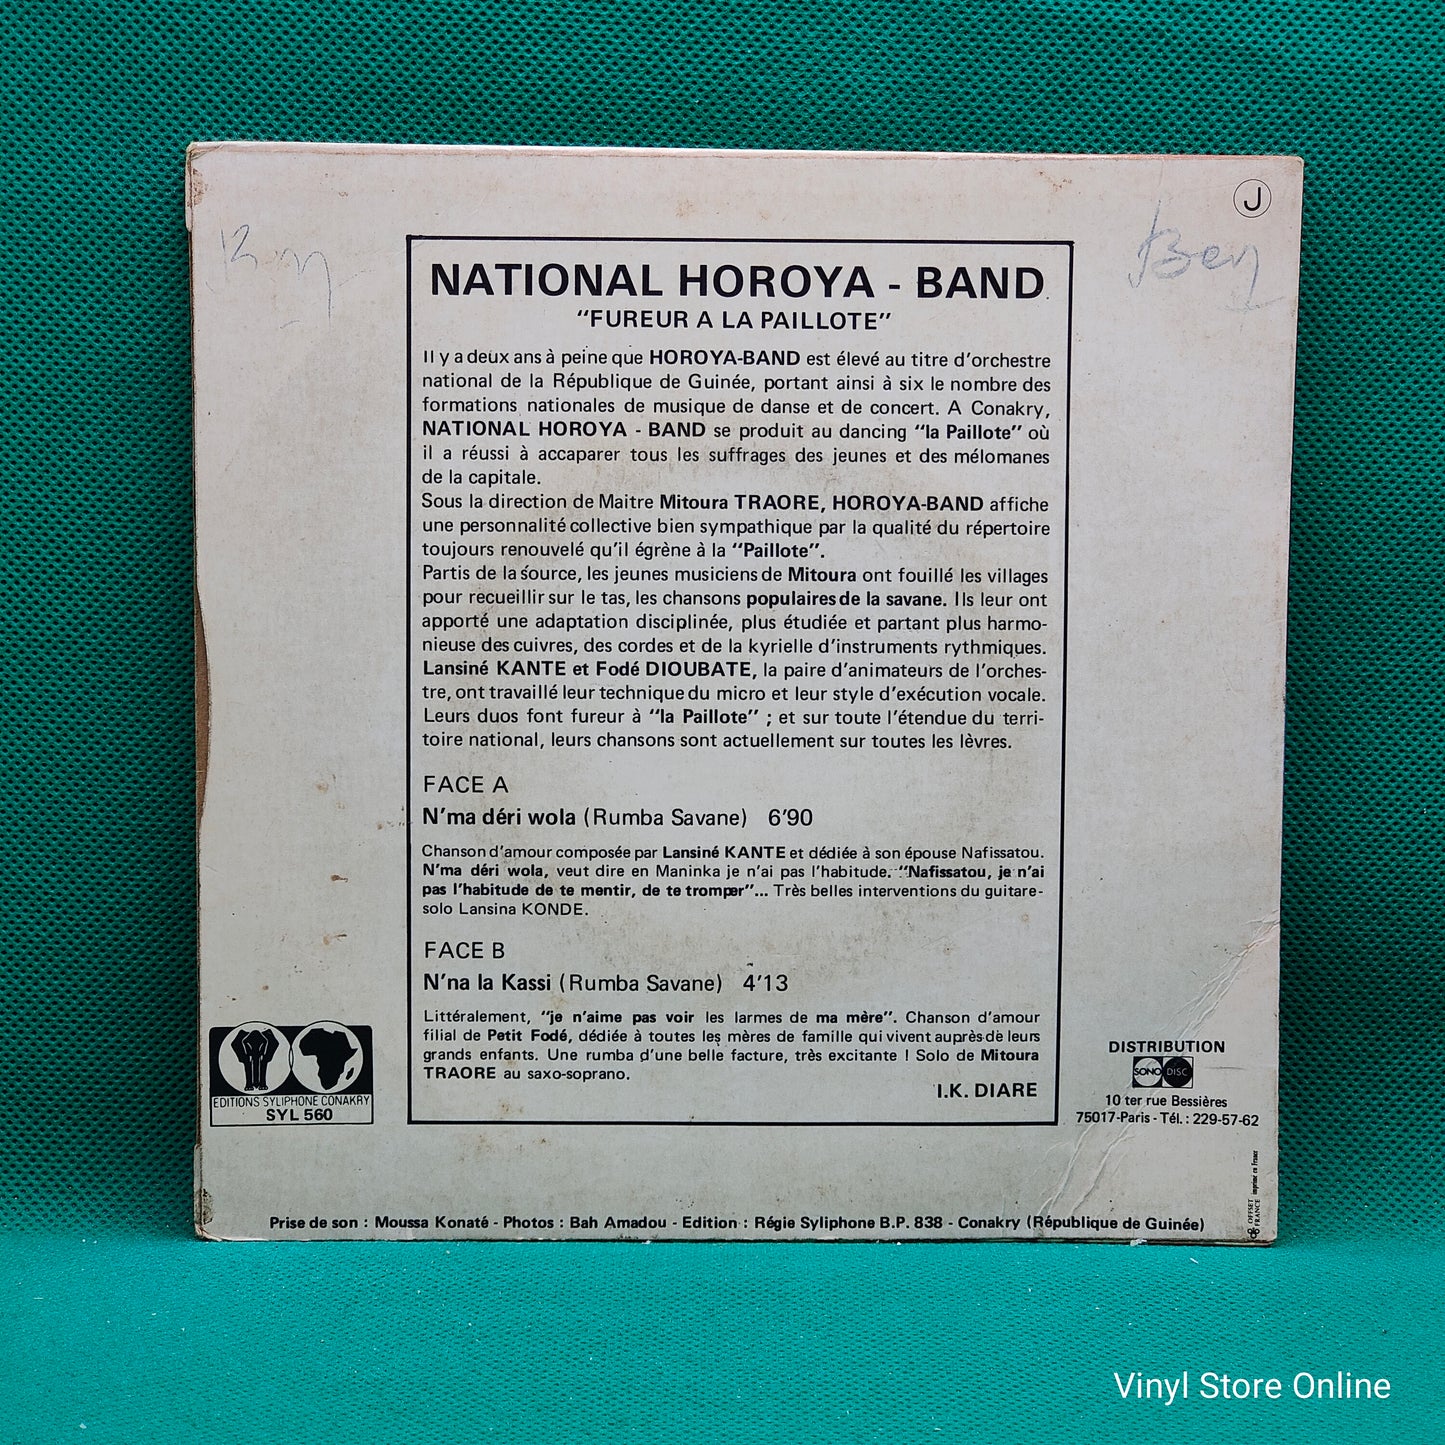 J
Ben
NATIONAL HOROYA - BAND
"FUREUR A LA PAILLOTE"
Il y a deux ans à peine que HOROYA-BAND est élevé au titre d'orchestre
national de la République de Guinée, portant ainsi à six le nombre des
formations nationales de musique de danse et de concert. A Conakry,
NATIONAL HOROYA - BAND se produit au dancing "la Paillote" où
il a réussi à accaparer tous les suffrages des jeunes et des mélomanes
de la capitale.
Sous la direction de Maitre Mitoura TRAORE, HOROYA-BAND affiche
une personnalité collective bien sympathique par la qualité du répertoire
toujours renouvelé qu'il égrène à la "Paillote".
Partis de la source, les jeunes musiciens de Mitoura ont fouillé les villages
pour recueillir sur le tas, les chansons populaires de la savane. Ils leur ont
apporté une adaptation disciplinée, plus étudiée et partant plus harmo-
nieuse des cuivres, des cordes et de la kyrielle d'instruments rythmiques.
Lansiné KANTE et Fodé DIOUBATE, la paire d'animateurs de l'orches-
tre, ont travaillé leur technique du micro et leur style d'exécution vocale.
Leurs duos font fureur à "la Paillote" ; et sur toute l'étendue du terri-
toire national, leurs chansons sont actuellement sur toutes les lèvres.
FACE A
N'ma déri wola (Rumba Savane) 6'90
Chanson d'amour composée par Lansiné KANTE et dédiée à son épouse Nafissatou.
N'ma déri wola, veut dire en Maninka je n'ai pas l'habitude. "Nafissatou, je n'ai
pas l'habitude de te mentir, de te tromper"... Très belles interventions du guitare-
solo Lansina KONDE.
FACE B
N'na la Kassi (Rumba Savane) 4'13
Littéralement, "je n'aime pas voir les larmes de ma mère". Chanson d'amour
filial de Petit Fodé, dédiée à toutes les mères de famille qui vivent auprès de leurs
grands enfants. Une rumba d'une belle facture, très excitante ! Solo de Mitoura
TRAORE au saxo-soprano.
I.K. DIARE
EDITIONS SYLIPHONE CONAKRY
SYL 560
DISTRIBUTION
SONO DISC
10 ter rue Bessières
75017-Paris - Tél. : 229-57-62
OFFSET FRANCE imprimé en France
Prise de son : Moussa Konaté - Photos : Bah Amadou - Edition : Régie Syliphone B.P. 838 - Conakry (République de Guinée)
Vinyl Store Online